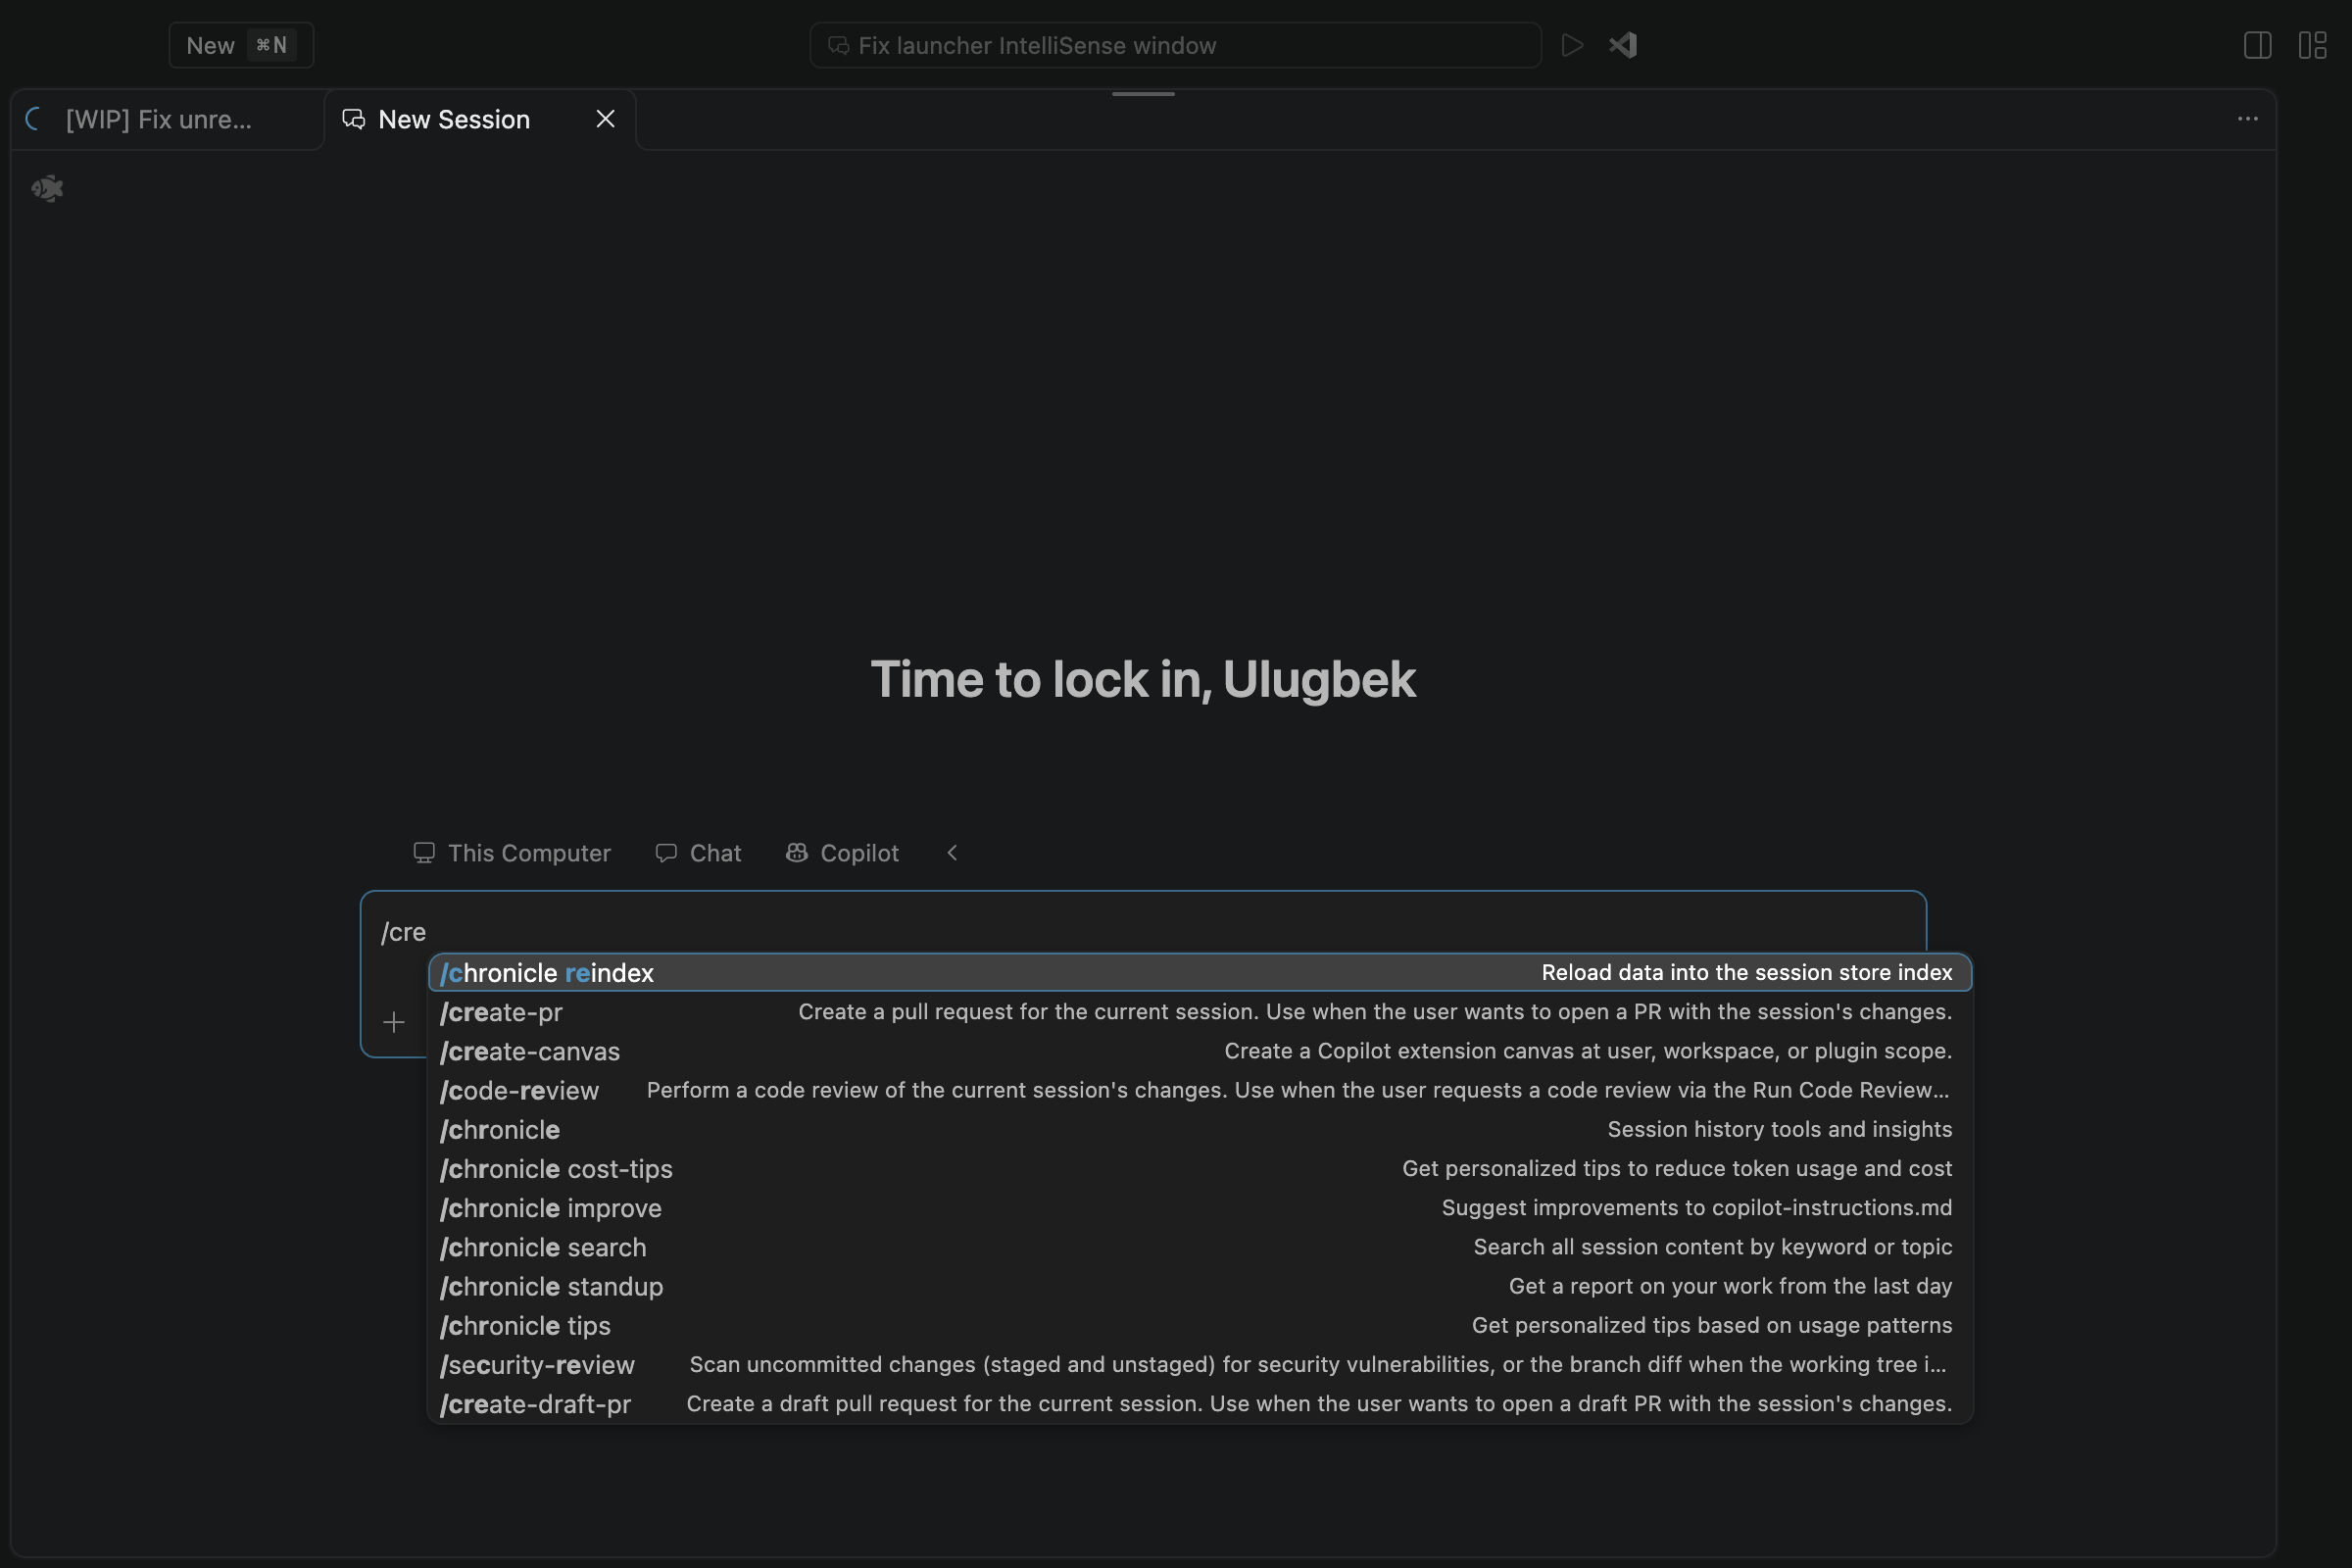 New ⌘N
Fix launcher IntelliSense window
[WIP] Fix unre...
New Session
Time to lock in, Ulugbek
This Computer Chat Copilot
/cre
/chronicle reindex Reload data into the session store index
/create-pr Create a pull request for the current session. Use when the user wants to open a PR with the session's changes.
/create-canvas Create a Copilot extension canvas at user, workspace, or plugin scope.
/code-review Perform a code review of the current session's changes. Use when the user requests a code review via the Run Code Review...
/chronicle Session history tools and insights
/chronicle cost-tips Get personalized tips to reduce token usage and cost
/chronicle improve Suggest improvements to copilot-instructions.md
/chronicle search Search all session content by keyword or topic
/chronicle standup Get a report on your work from the last day
/chronicle tips Get personalized tips based on usage patterns
/security-review Scan uncommitted changes (staged and unstaged) for security vulnerabilities, or the branch diff when the working tree i...
/create-draft-pr Create a draft pull request for the current session. Use when the user wants to open a draft PR with the session's changes.